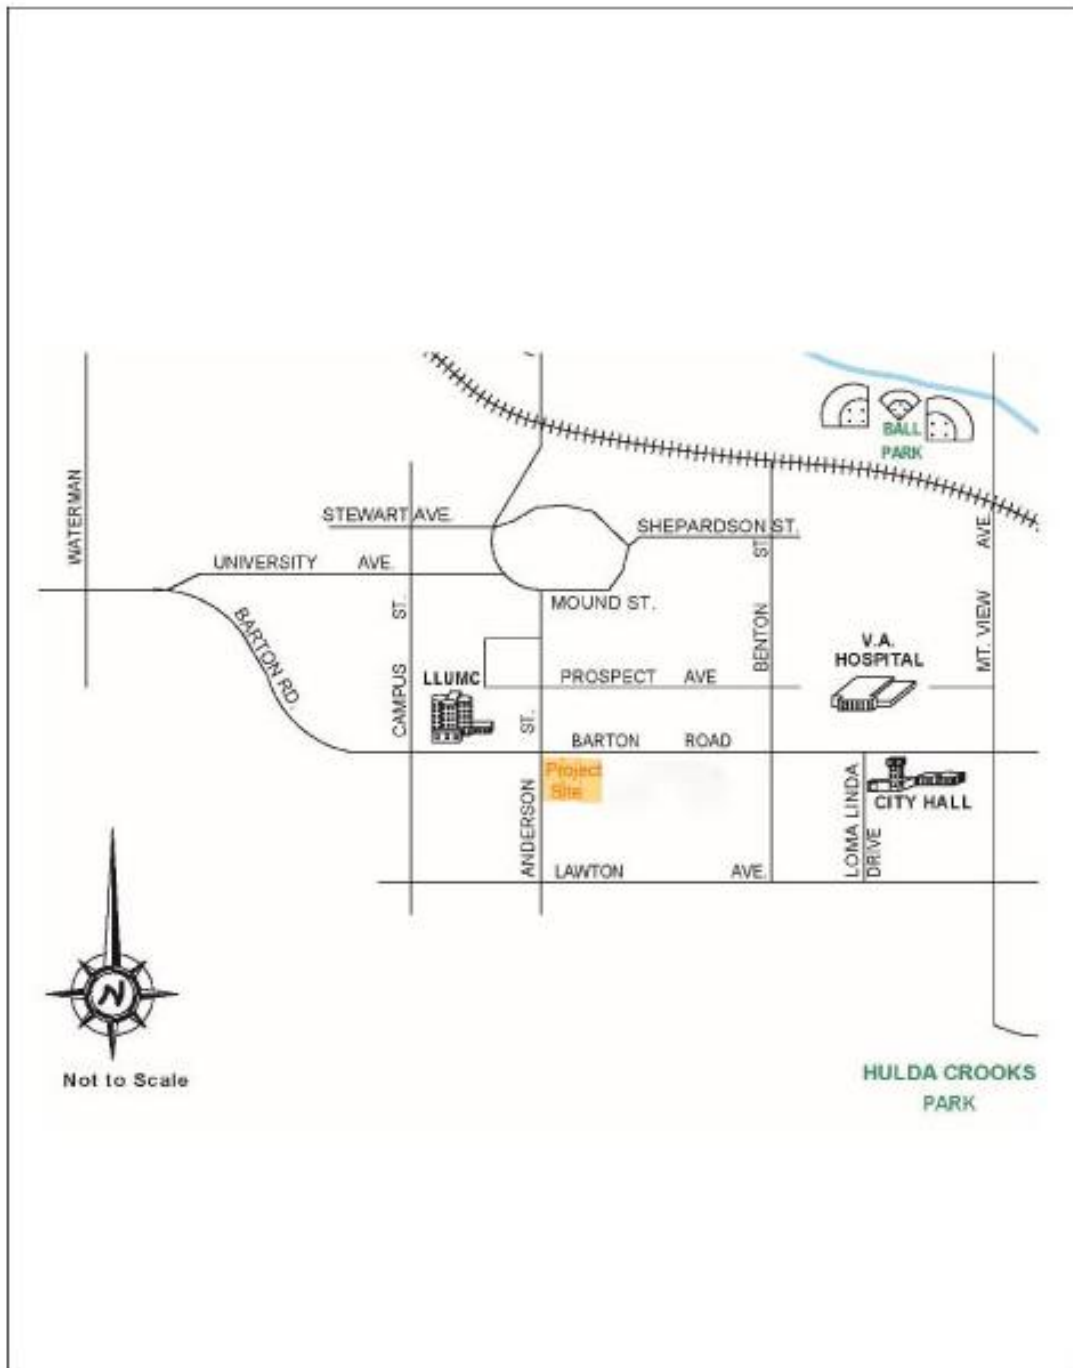 WATERMAN
BALL
PARK
STEWART AVE.
SHEPARDSON ST.
UNIVERSITY AVE.
MOUND ST.
BARTON RD.
CAMPUS ST.
BENTON ST.
MT. VIEW AVE.
V.A.
HOSPITAL
LLUMC
PROSPECT AVE
BARTON ROAD
Project
Site
ANDERSON ST.
CITY HALL
LOMA LINDA
DRIVE
LAWTON AVE.
N
Not to Scale
HULDA CROOKS
PARK